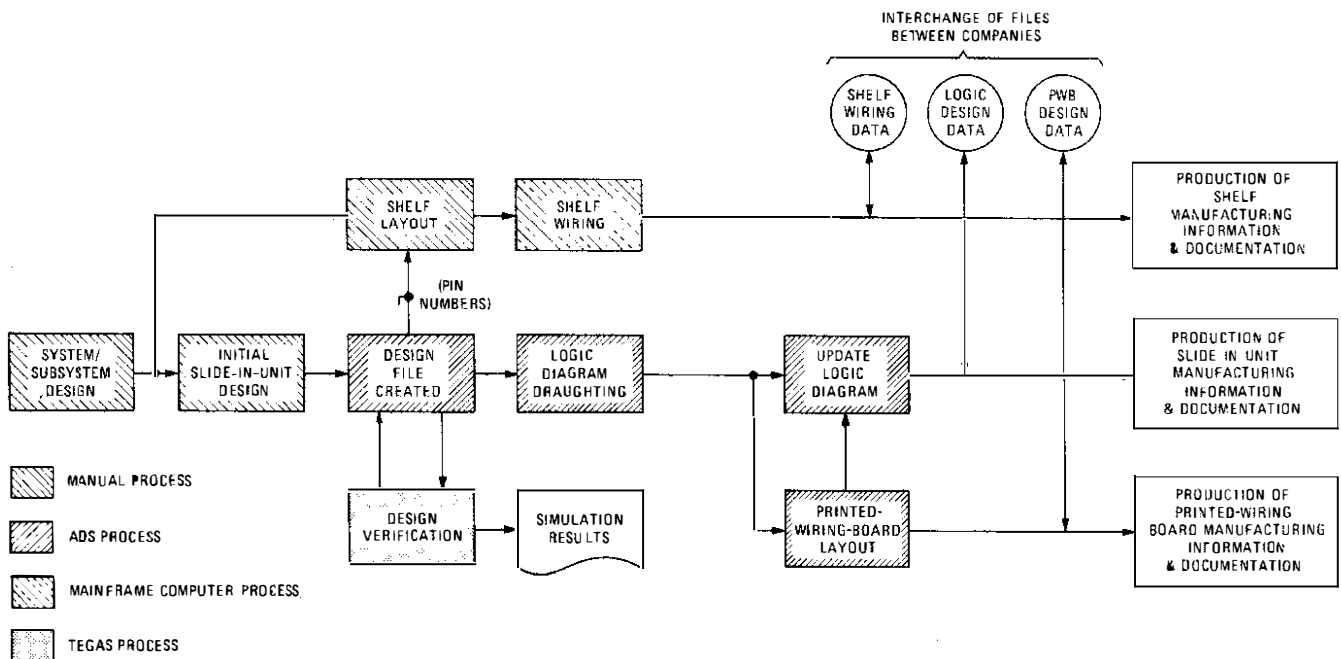 INTERCHANGE OF FILES
BETWEEN COMPANIES
SHELF
WIRING
DATA
LOGIC
DESIGN
DATA
PWB
DESIGN
DATA
SHELF
LAYOUT
SHELF
WIRING
PRODUCTION OF
SHELF
MANUFACTURING
INFORMATION
& DOCUMENTATION
(PIN
NUMBERS)
SYSTEM/
SUBSYSTEM
DESIGN
INITIAL
SLIDE-IN-UNIT
DESIGN
DESIGN
FILE
CREATED
LOGIC
DIAGRAM
DRAUGHTING
UPDATE
LOGIC
DIAGRAM
PRODUCTION OF
SLIDE IN UNIT
MANUFACTURING
INFORMATION
& DOCUMENTATION
DESIGN
VERIFICATION
SIMULATION
RESULTS
PRINTED-
WIRING-BOARD
LAYOUT
PRODUCTION OF
PRINTED-WIRING
BOARD MANUFACTURING
INFORMATION
& DOCUMENTATION
MANUAL PROCESS
ADS PROCESS
MAINFRAME COMPUTER PROCESS
TEGAS PROCESS